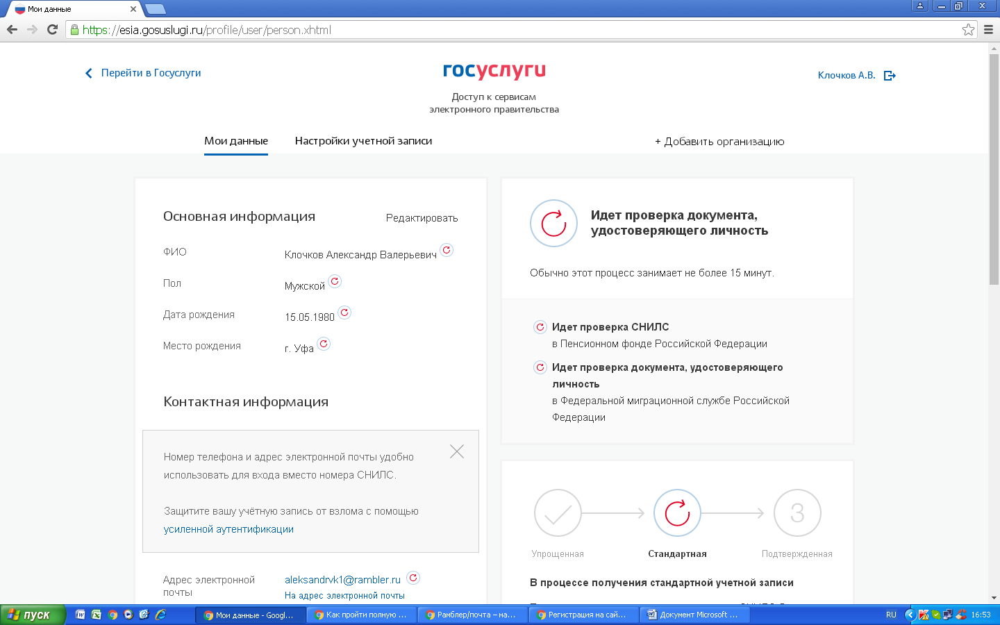 Мои данные
https://esia.gosuslugi.ru/profile/user/person.xhtml
Перейти в Госуслуги
госуслуги
Клочков А.В.
Доступ к сервисам
электронного правительства
Мои данные
Настройки учетной записи
+ Добавить организацию
Основная информация
Редактировать
ФИО
Клочков Александр Валерьевич
Пол
Мужской
Дата рождения
15.05.1980
Место рождения
г. Уфа
Контактная информация
Номер телефона и адрес электронной почты удобно
использовать для входа вместо номера СНИЛС.
Защитите вашу учётную запись от взлома с помощью
усиленной аутентификации
Адрес электронной
почты
aleksandrvk1@rambler.ru
На адрес электронной почты
Идет проверка документа,
удостоверяющего личность
Обычно этот процесс занимает не более 15 минут.
Идет проверка СНИЛС
в Пенсионном фонде Российской Федерации
Идет проверка документа, удостоверяющего
личность
в Федеральной миграционной службе Российской
Федерации
3
Упрощенная
Стандартная
Подтвержденная
В процессе получения стандартной учетной записи
пуск
Мои данные - Googl...
Как пройти полную ...
Рамблер/почта – на...
Регистрация на сай...
Документ Microsoft ...
RU
16:53